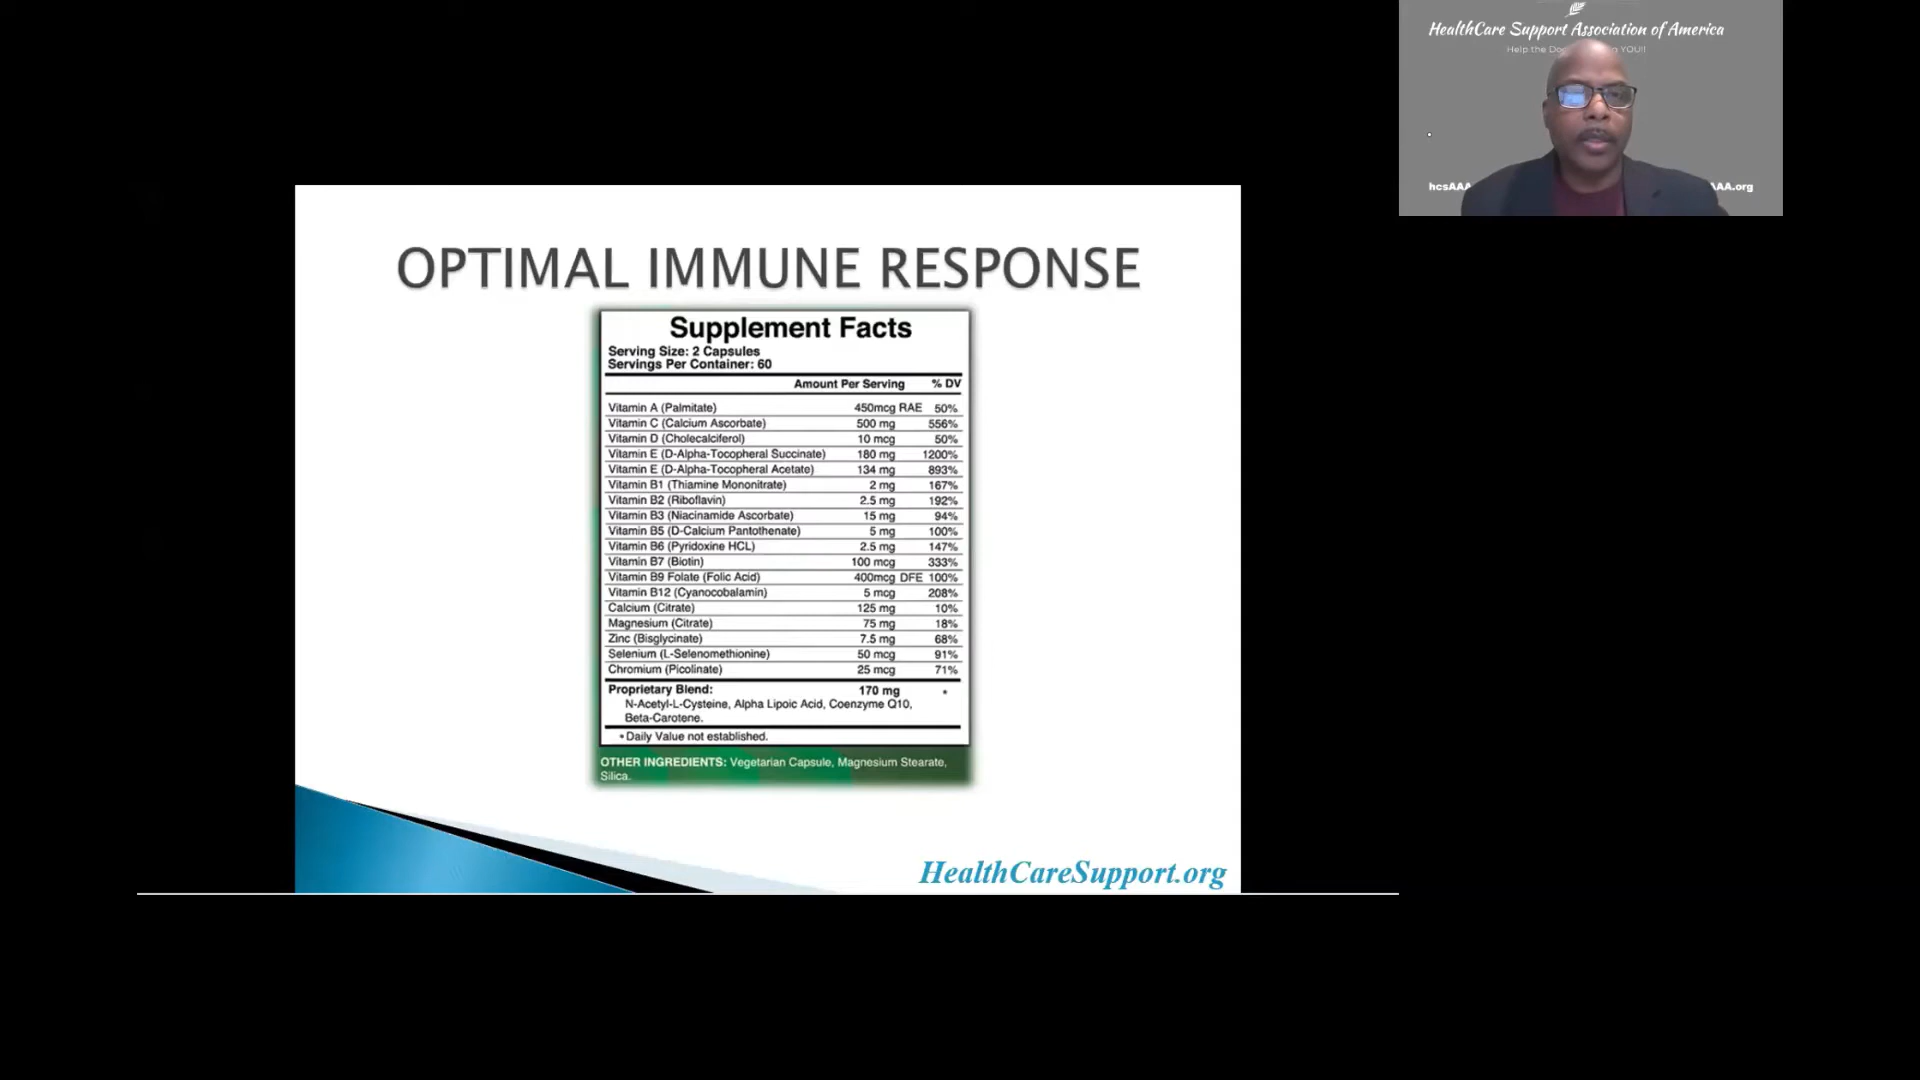 OPTIMAL IMMUNE RESPONSE
Supplement Facts
Serving Size: 2 Capsules
Servings Per Container: 60
Amount Per Serving % DV
Vitamin A (Palmitate) 450mcg RAE 50%
Vitamin C (Calcium Ascorbate) 500 mg 556%
Vitamin D (Cholecalciferol) 10 mcg 50%
Vitamin E (D-Alpha-Tocopheral Succinate) 180 mg 1200%
Vitamin E (D-Alpha-Tocopheral Acetate) 134 mg 893%
Vitamin B1 (Thiamine Mononitrate) 2 mg 167%
Vitamin B2 (Riboflavin) 2.5 mg 192%
Vitamin B3 (Niacinamide Ascorbate) 15 mg 94%
Vitamin B5 (D-Calcium Pantothenate) 5 mg 100%
Vitamin B6 (Pyridoxine HCL) 2.5 mg 147%
Vitamin B7 (Biotin) 100 mcg 333%
Vitamin B9 Folate (Folic Acid) 400mcg DFE 100%
Vitamin B12 (Cyanocobalamin) 5 mcg 208%
Calcium (Citrate) 125 mg 10%
Magnesium (Citrate) 75 mg 18%
Zinc (Bisglycinate) 7.5 mg 68%
Selenium (L-Selenomethionine) 50 mcg 91%
Chromium (Picolinate) 25 mcg 71%
Proprietary Blend: 170 mg *
N-Acetyl-L-Cysteine, Alpha Lipoic Acid, Coenzyme Q10,
Beta-Carotene.
* Daily Value not established.
OTHER INGREDIENTS: Vegetarian Capsule, Magnesium Stearate,
Silica.
HealthCareSupport.org
HealthCare Support Association of America
Help the YOU!!
hcsAAA AAA.org